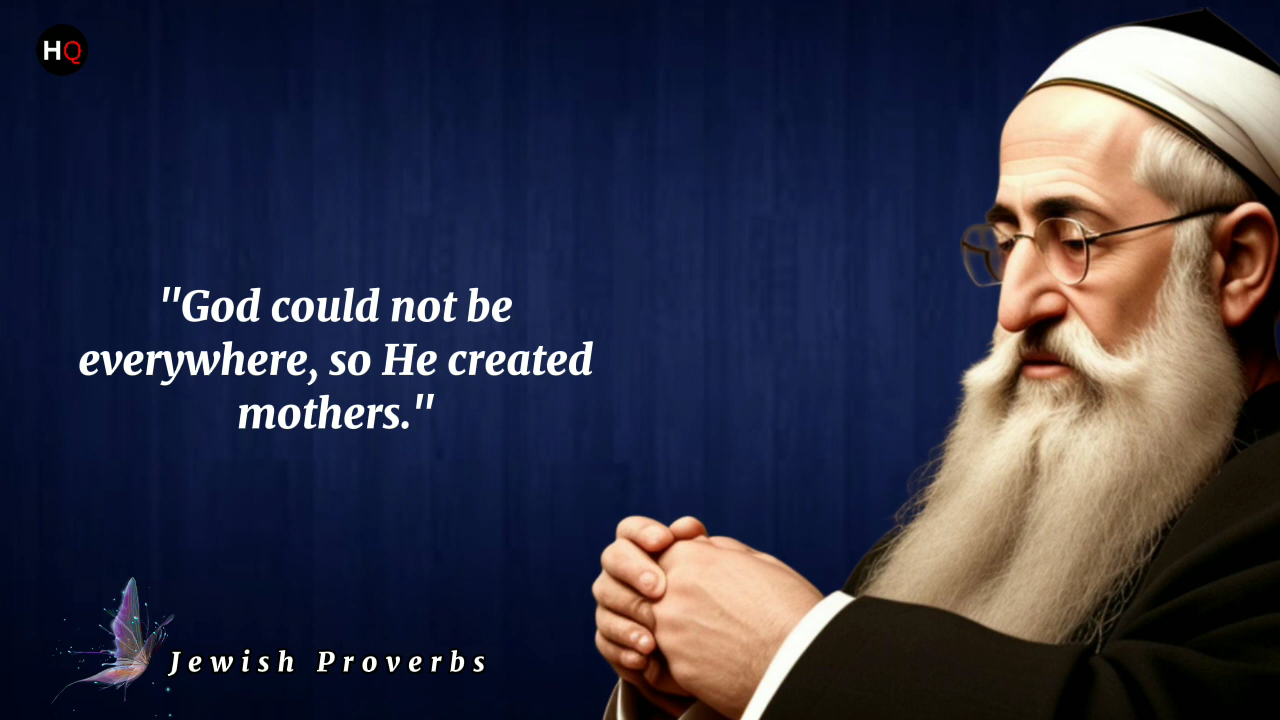 HQ
"God could not be
everywhere, so He created
mothers."
Jewish Proverbs